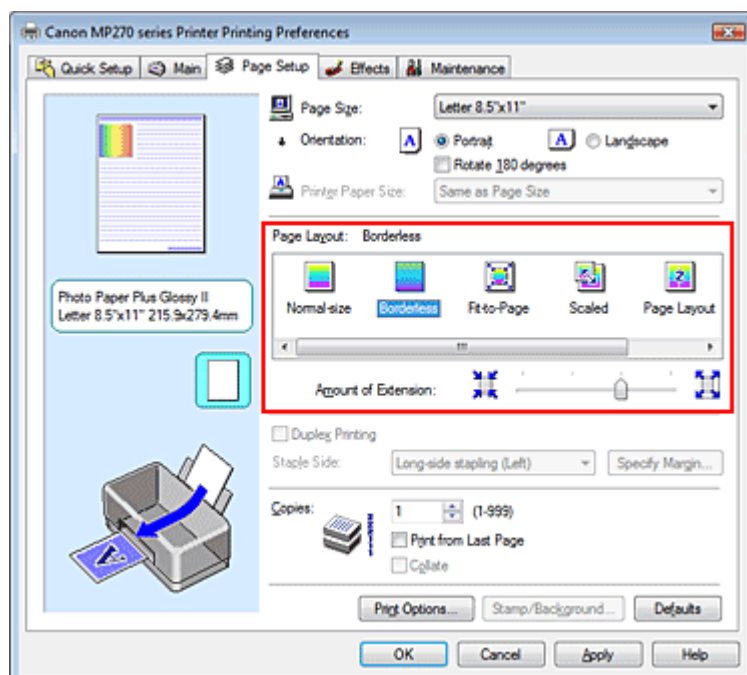 Canon MP270 series Printer Printing Preferences
Quick Setup Main Page Setup Effects Maintenance
Page Size: Letter 8.5"x11"
Orientation: A Portrait A Landscape
Rotate 180 degrees
Printer Paper Size: Same as Page Size
Page Layout: Borderless
Normal-size Borderless Fit-to-Page Scaled Page Layout
Photo Paper Plus Glossy II
Letter 8.5"x11" 215.9x279.4mm
Amount of Extension:
Duplex Printing
Staple Side: Long-side stapling (Left) Specify Margin...
Copies: 1 (1-999)
Print from Last Page
Collate
A
Print Options... Stamp/Background... Defaults
OK Cancel Apply Help